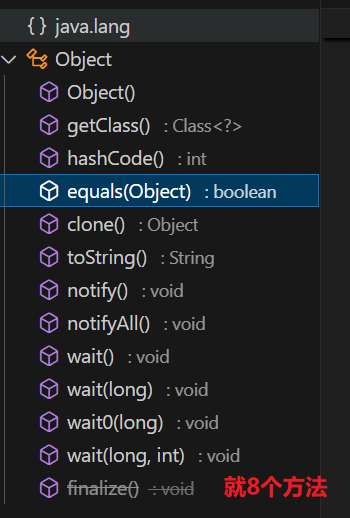 { } java.lang
Object
Object()
getClass() : Class<?>
hashCode() : int
equals(Object) : boolean
clone() : Object
toString() : String
notify() : void
notifyAll() : void
wait() : void
wait(long) : void
wait0(long) : void
wait(long, int) : void
finalize() : void 就8个方法